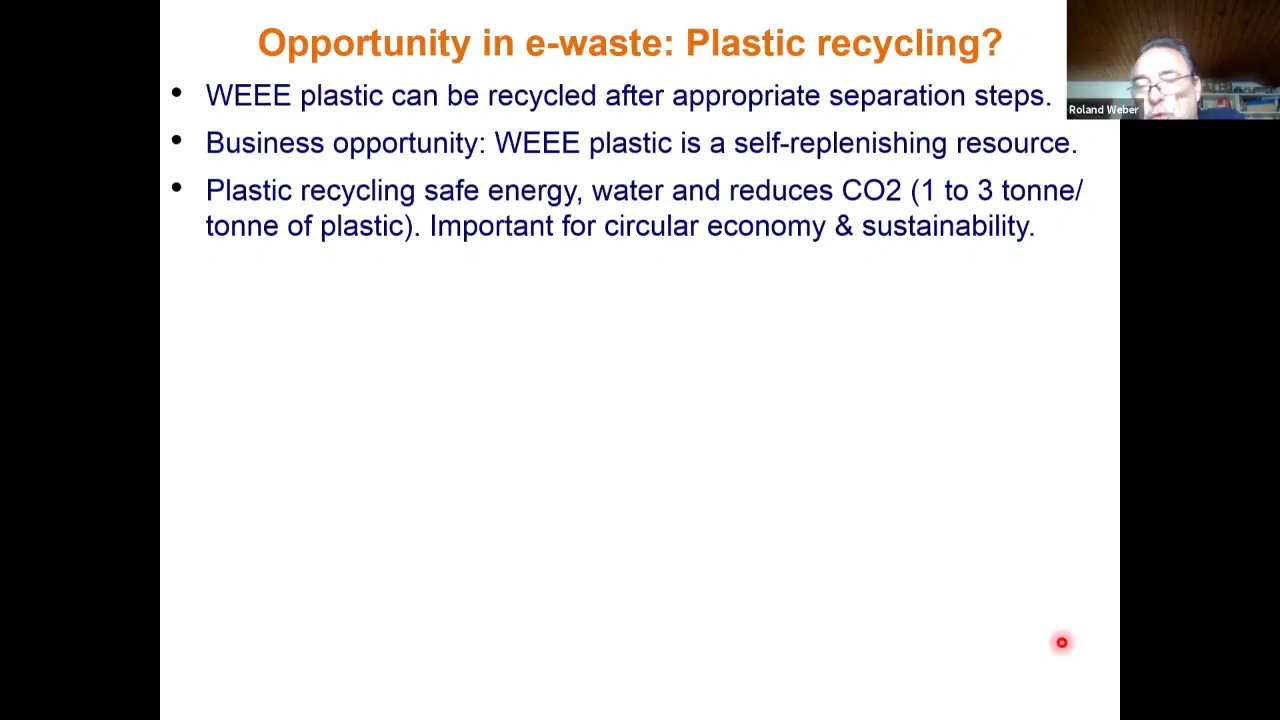 Opportunity in e-waste: Plastic recycling?
Roland Weber
• WEEE plastic can be recycled after appropriate separation steps.
• Business opportunity: WEEE plastic is a self-replenishing resource.
• Plastic recycling safe energy, water and reduces CO2 (1 to 3 tonne/
tonne of plastic). Important for circular economy & sustainability.